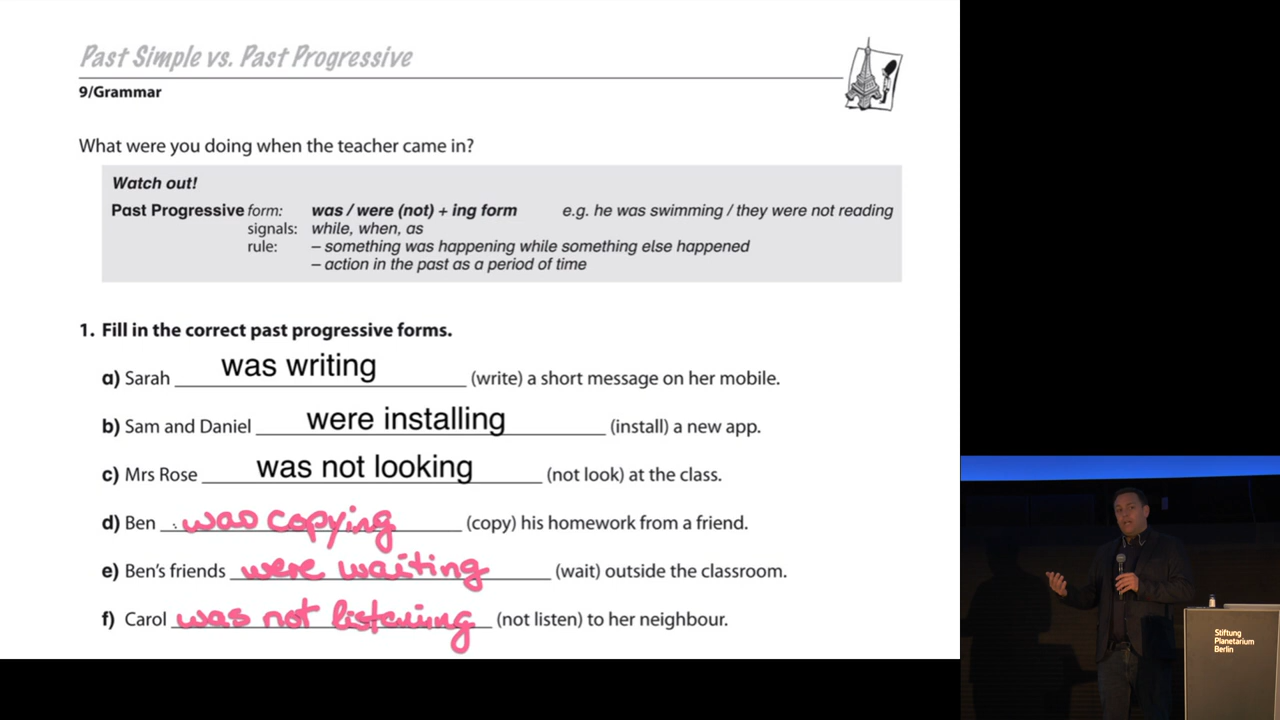 Past Simple vs. Past Progressive
9/Grammar
What were you doing when the teacher came in?
Watch out!
Past Progressive form: was / were (not) + ing form e.g. he was swimming / they were not reading
signals: while, when, as
rule: – something was happening while something else happened
– action in the past as a period of time
1. Fill in the correct past progressive forms.
a) Sarah was writing (write) a short message on her mobile.
b) Sam and Daniel were installing (install) a new app.
c) Mrs Rose was not looking (not look) at the class.
d) Ben was copying (copy) his homework from a friend.
e) Ben's friends were waiting (wait) outside the classroom.
f) Carol was not listening (not listen) to her neighbour.
Stiftung
Planetarium
Berlin